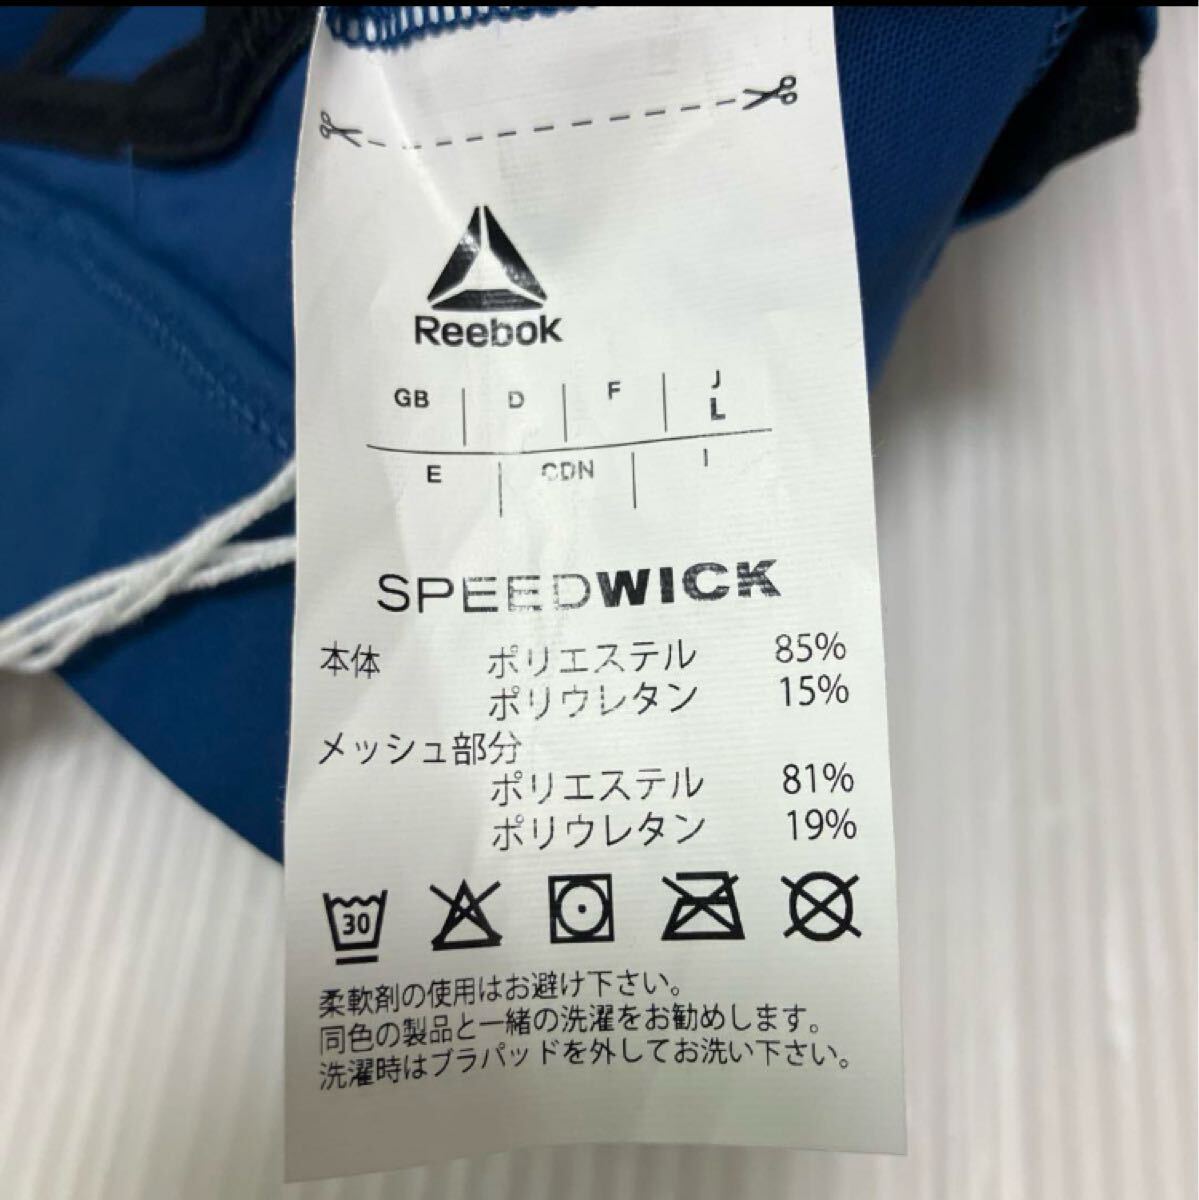 Reebok
GB D F J
L
E CDN I
SPEEDWICK
本体 ポリエステル 85%
ポリウレタン 15%
メッシュ部分
ポリエステル 81%
ポリウレタン 19%
30
柔軟剤の使用はお避け下さい。
同色の製品と一緒の洗濯をお勧めします。
洗濯時はブラパッドを外してお洗い下さい。